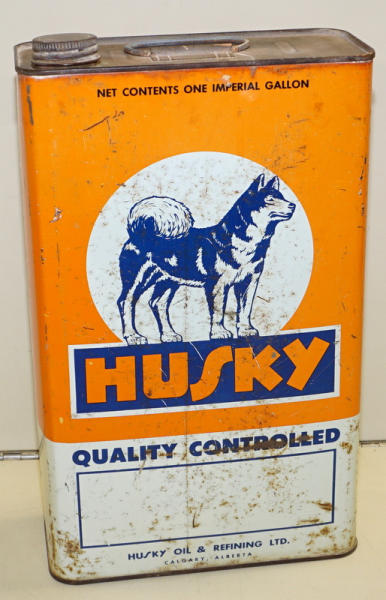 NET CONTENTS ONE IMPERIAL GALLON
HUSKY
QUALITY CONTROLLED
HUSKY OIL & REFINING LTD.
CALGARY, ALBERTA